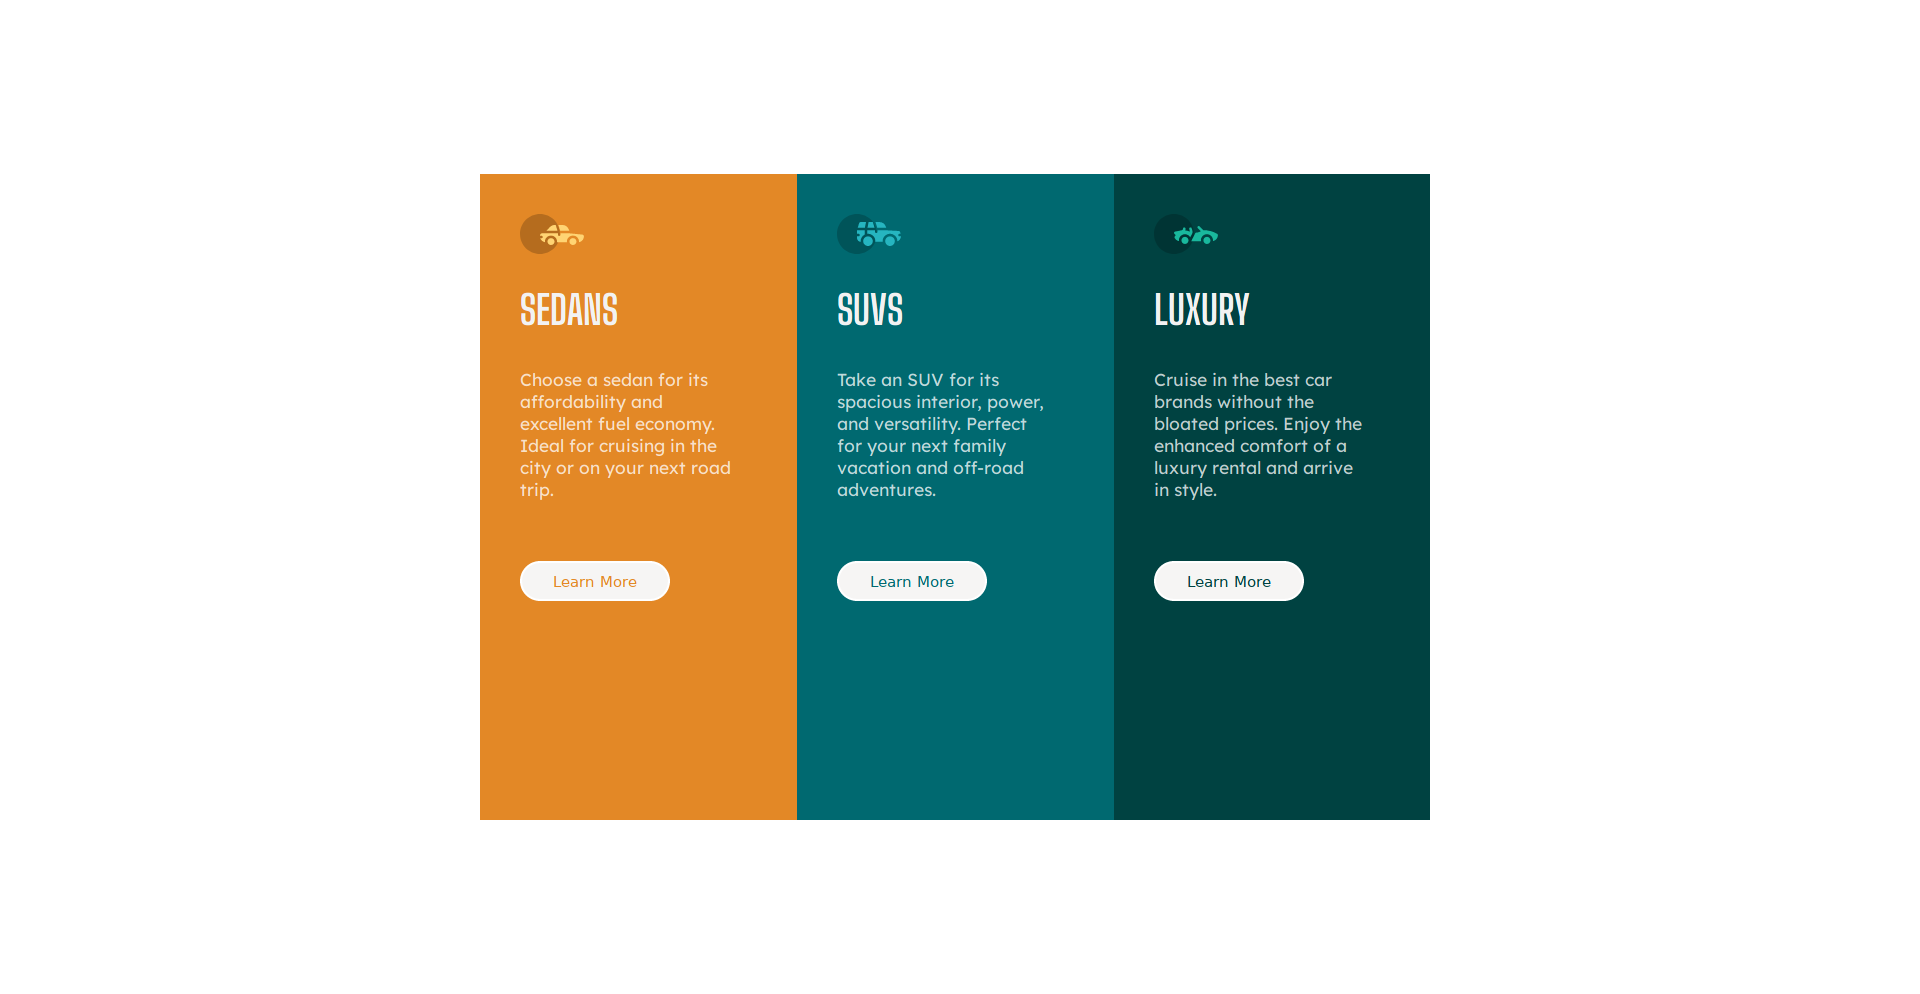 SEDANS
Choose a sedan for its
affordability and
excellent fuel economy.
Ideal for cruising in the
city or on your next road
trip.
Learn More
SUVS
Take an SUV for its
spacious interior, power,
and versatility. Perfect
for your next family
vacation and off-road
adventures.
Learn More
LUXURY
Cruise in the best car
brands without the
bloated prices. Enjoy the
enhanced comfort of a
luxury rental and arrive
in style.
Learn More